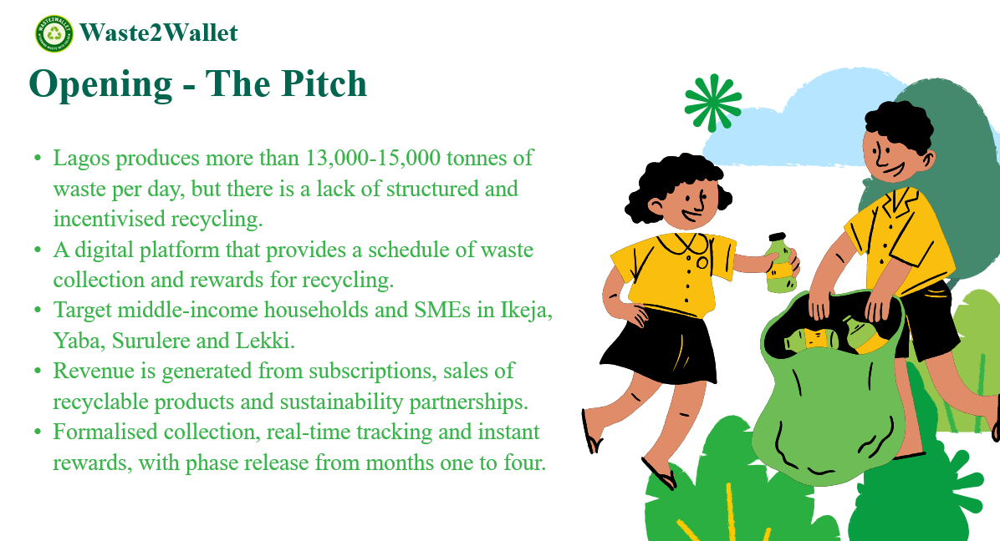 WASTE2WALLET
Waste2Wallet
Opening - The Pitch
• Lagos produces more than 13,000-15,000 tonnes of
waste per day, but there is a lack of structured and
incentivised recycling.
• A digital platform that provides a schedule of waste
collection and rewards for recycling.
• Target middle-income households and SMEs in Ikeja,
Yaba, Surulere and Lekki.
• Revenue is generated from subscriptions, sales of
recyclable products and sustainability partnerships.
• Formalised collection, real-time tracking and instant
rewards, with phase release from months one to four.